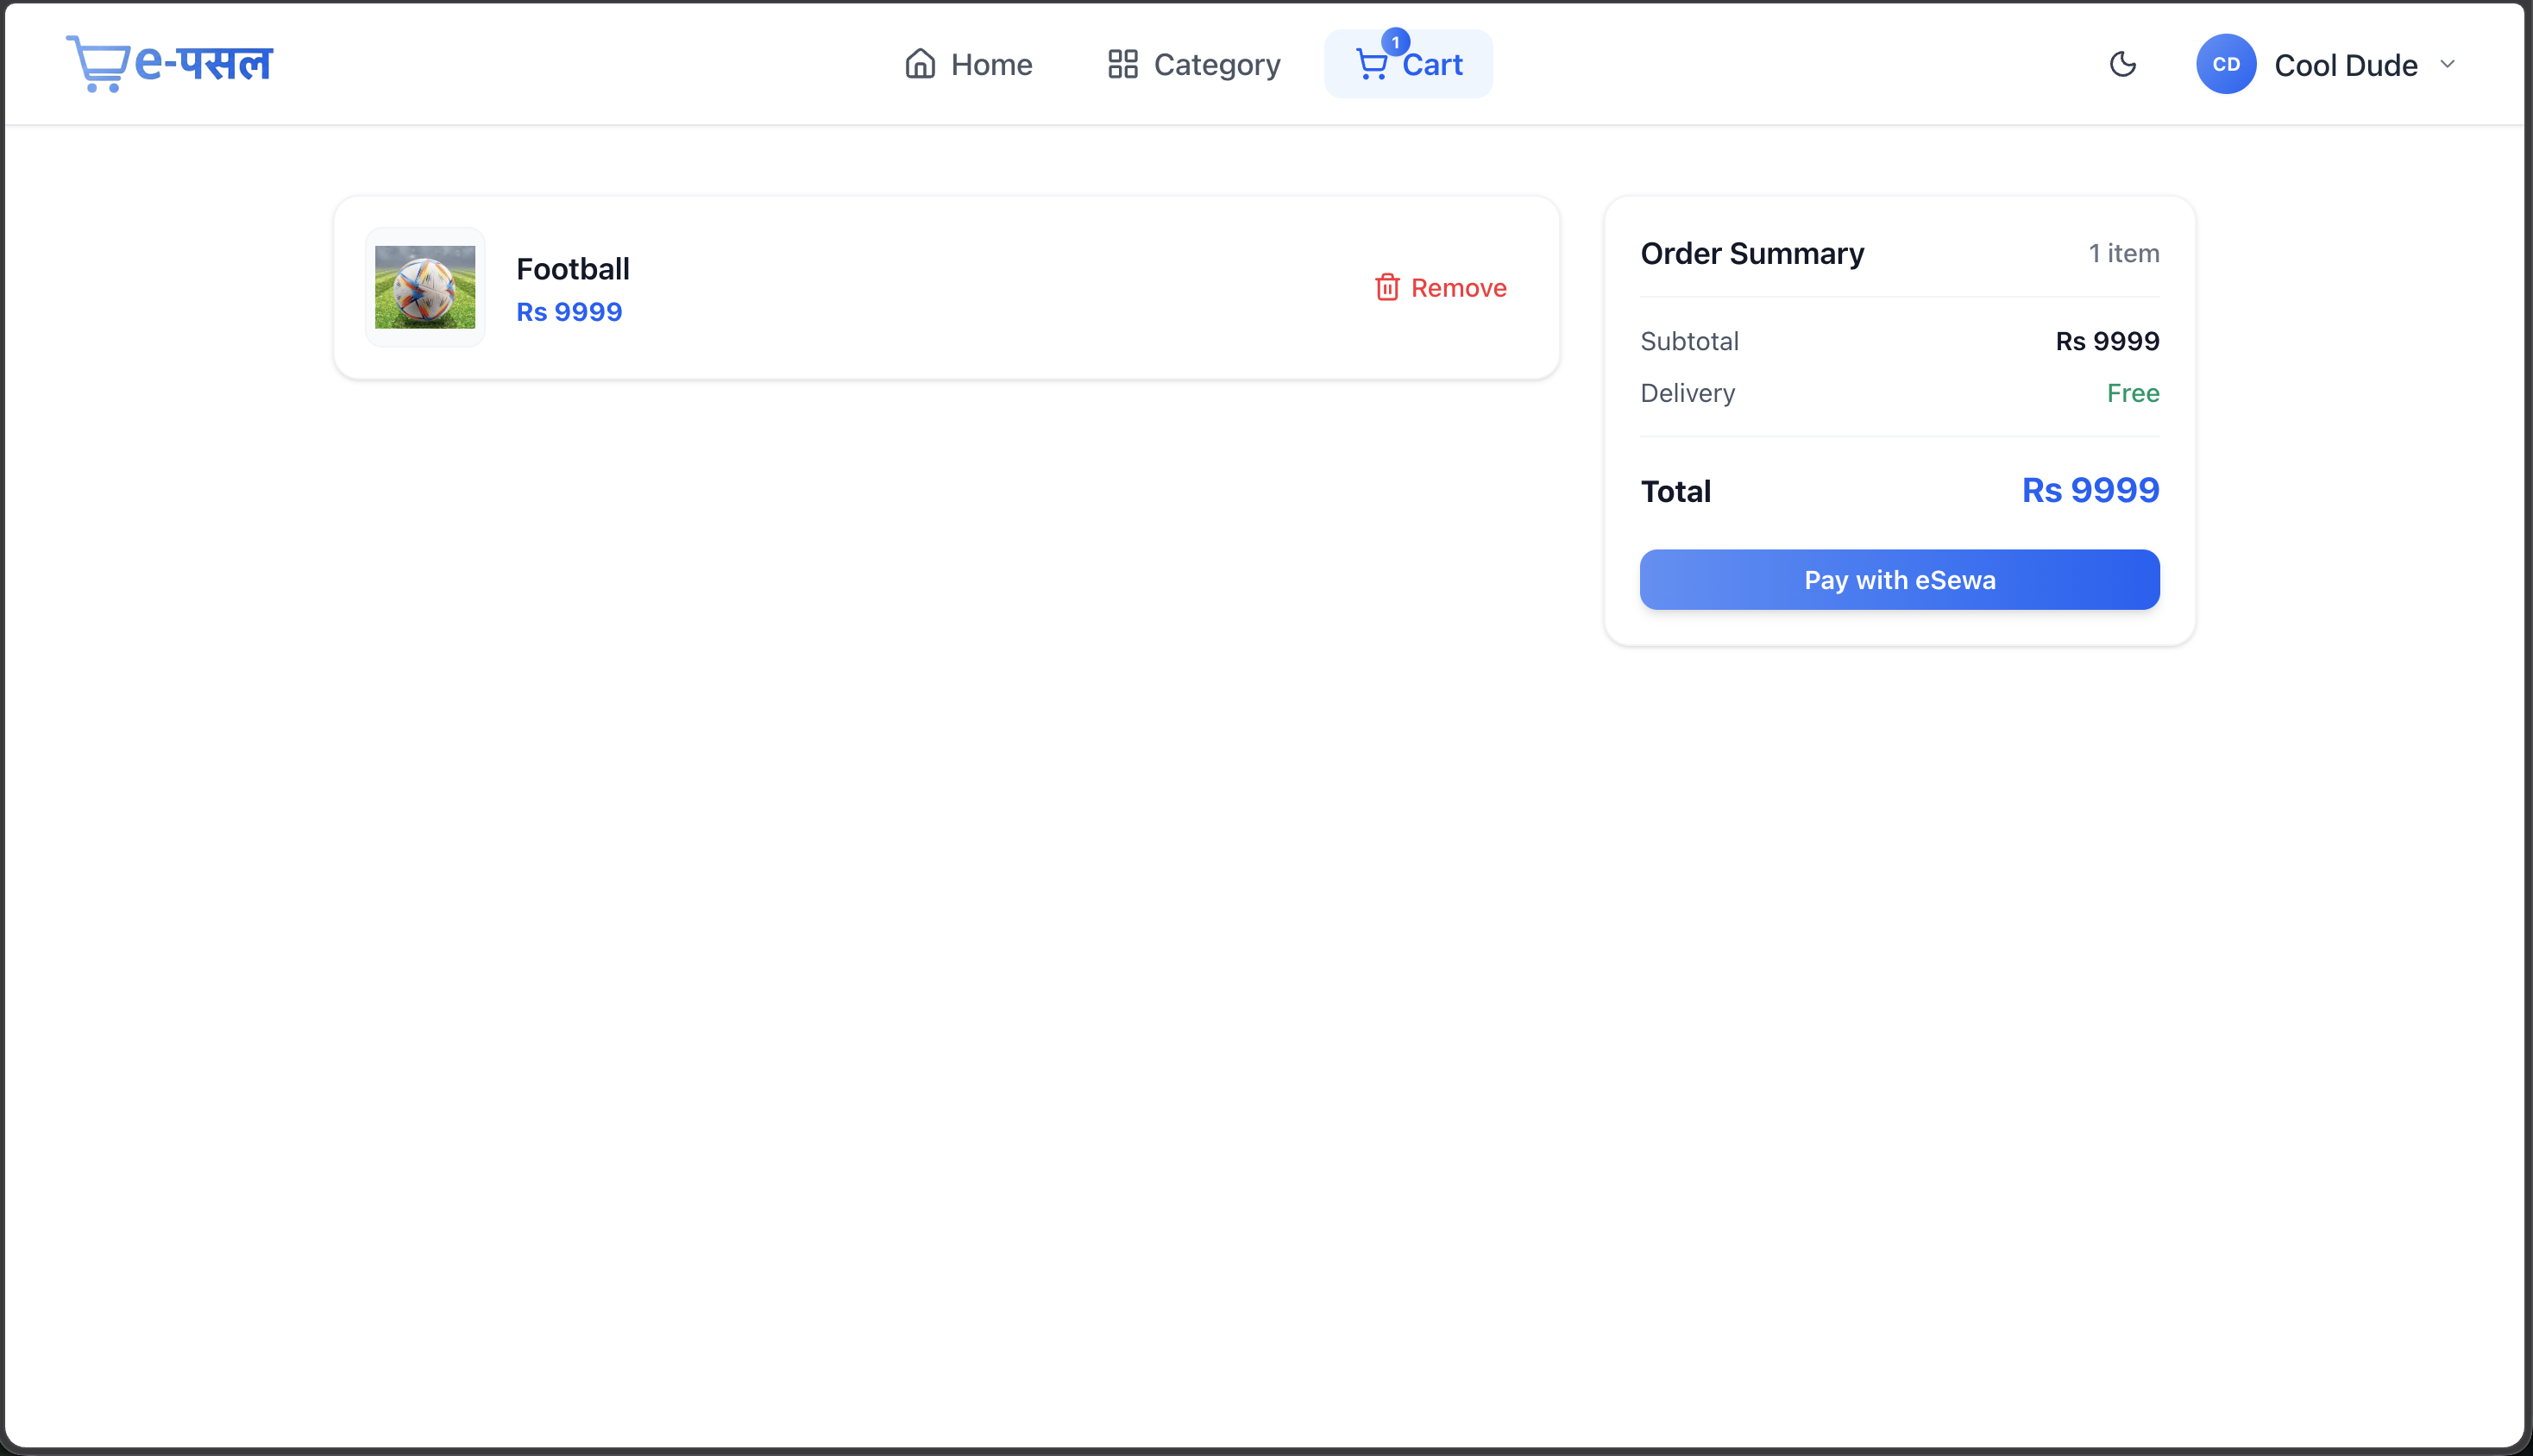 e-पसल
Home
Category
1
Cart
CD
Cool Dude
Football
Rs 9999
Remove
Order Summary
1 item
Subtotal
Rs 9999
Delivery
Free
Total
Rs 9999
Pay with eSewa